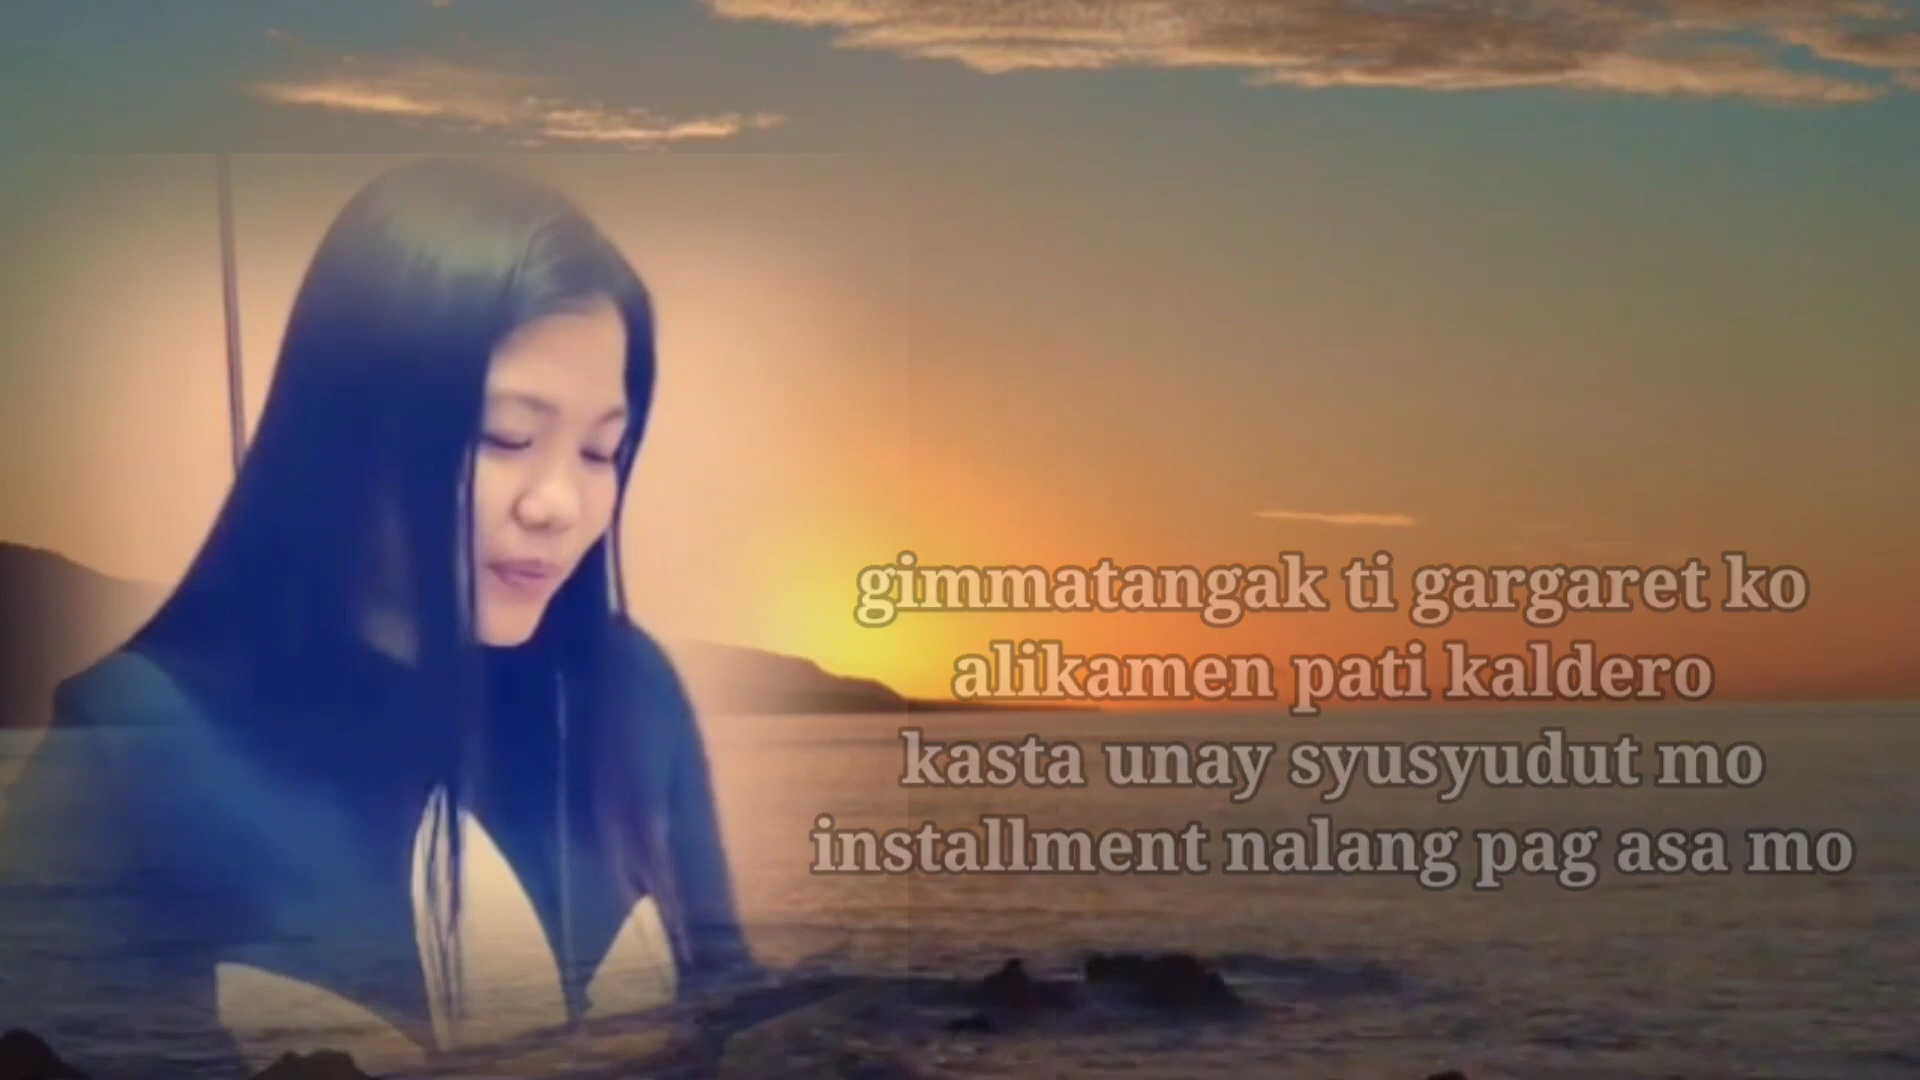 gimmatangak ti gargaret ko
alikamen pati kaldero
kasta unay syusyudut mo
installment nalang pag asa mo